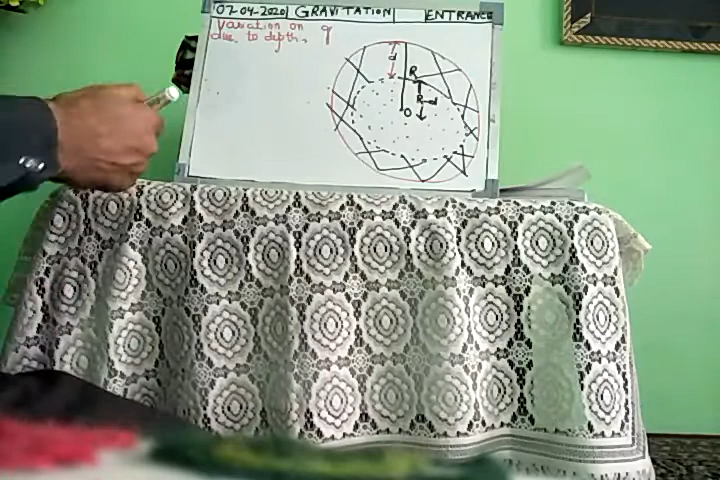 07-04-2020 GRAVITATION ENTRANCE
Variation on g
due to depth.
d
R
R-d
O